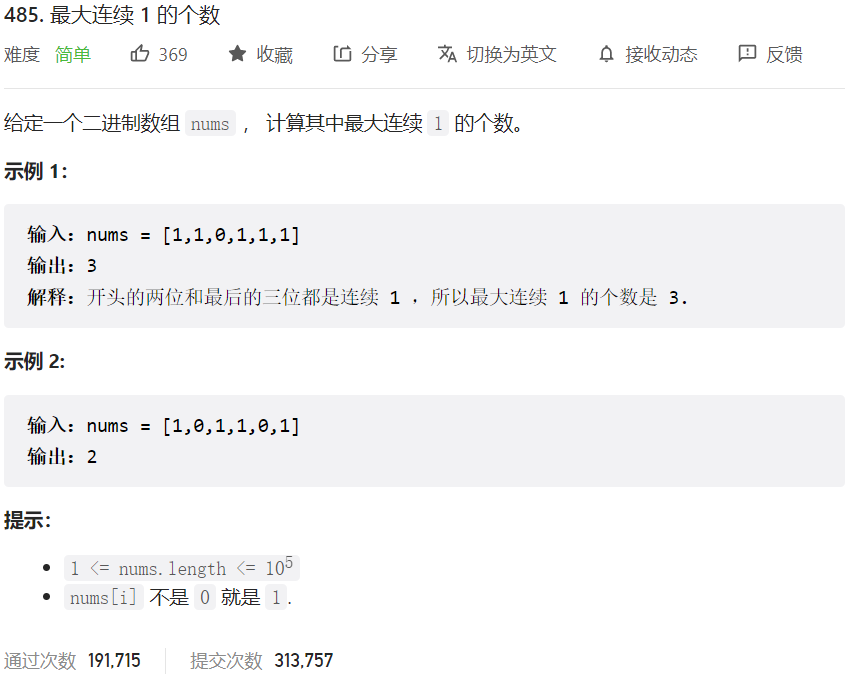 485. 最大连续 1 的个数
难度 简单 369 收藏 分享 切换为英文 接收动态 反馈
给定一个二进制数组 nums ， 计算其中最大连续 1 的个数。
示例 1：
输入：nums = [1,1,0,1,1,1]
输出：3
解释：开头的两位和最后的三位都是连续 1 ，所以最大连续 1 的个数是 3.
示例 2:
输入：nums = [1,0,1,1,0,1]
输出：2
提示：
1 <= nums.length <= 10⁵
nums[i] 不是 0 就是 1.
通过次数 191,715 提交次数 313,757